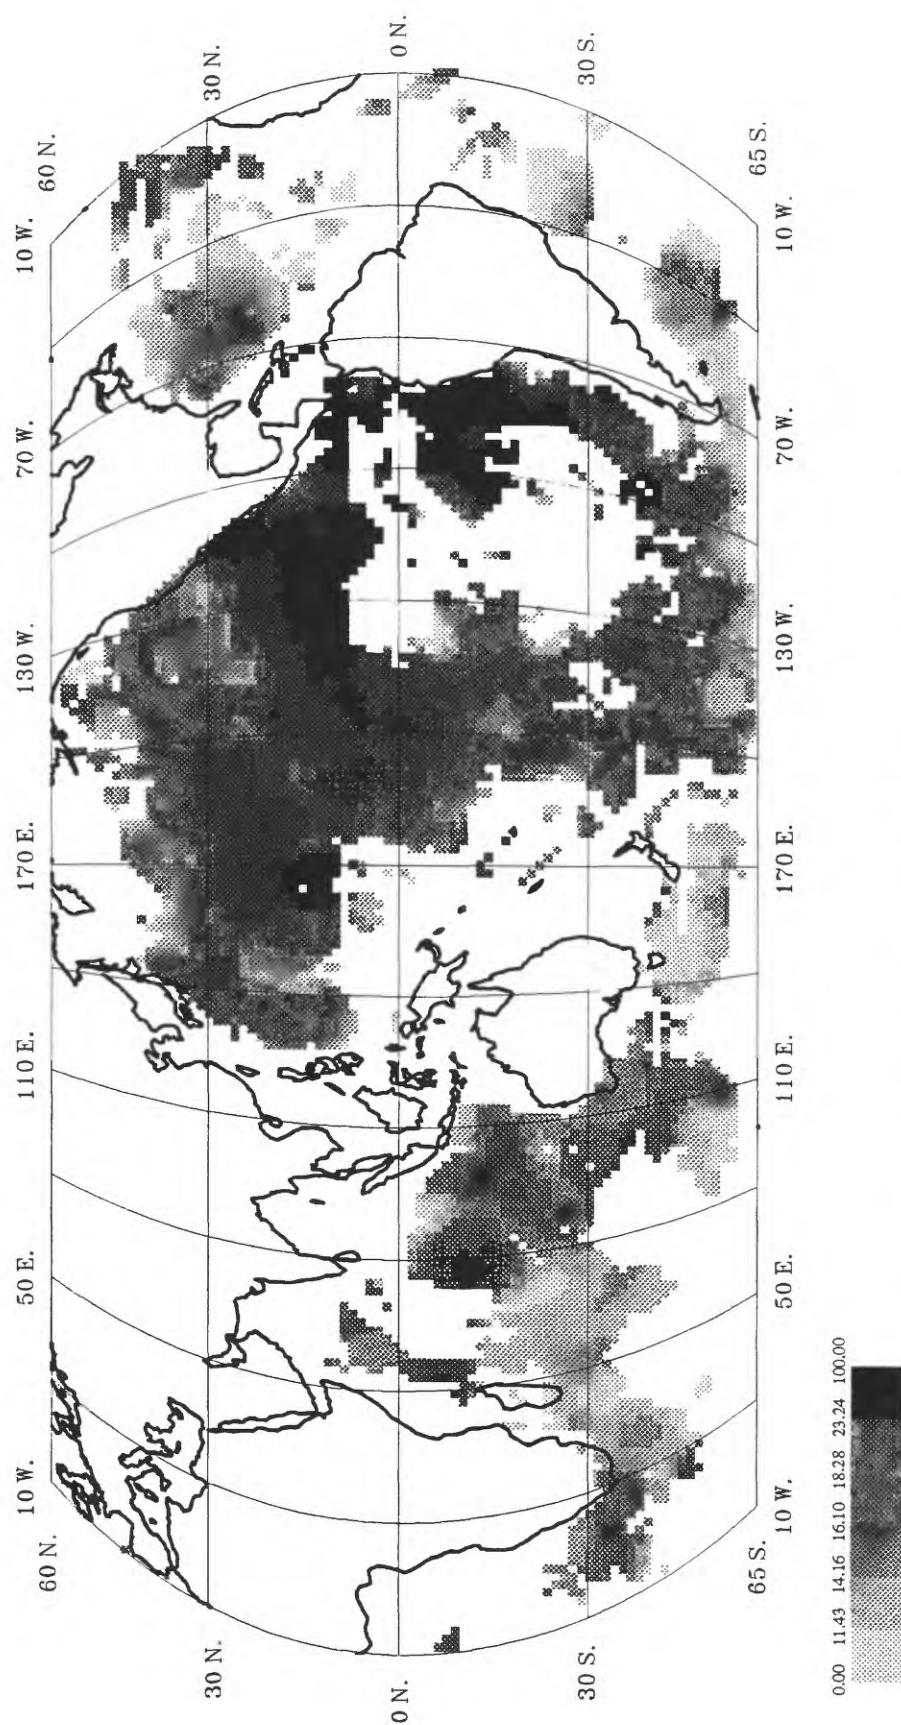 10 W. 50 E. 110 E. 170 E. 130 W. 70 W. 10 W.
60 N. 60 N.
30 N. 30 N.
0 N. 0 N.
30 S. 30 S.
65 S. 65 S.
10 W. 50 E. 110 E. 170 E. 130 W. 70 W. 10 W.
0.00 11.43 14.16 16.10 18.28 23.24 100.00